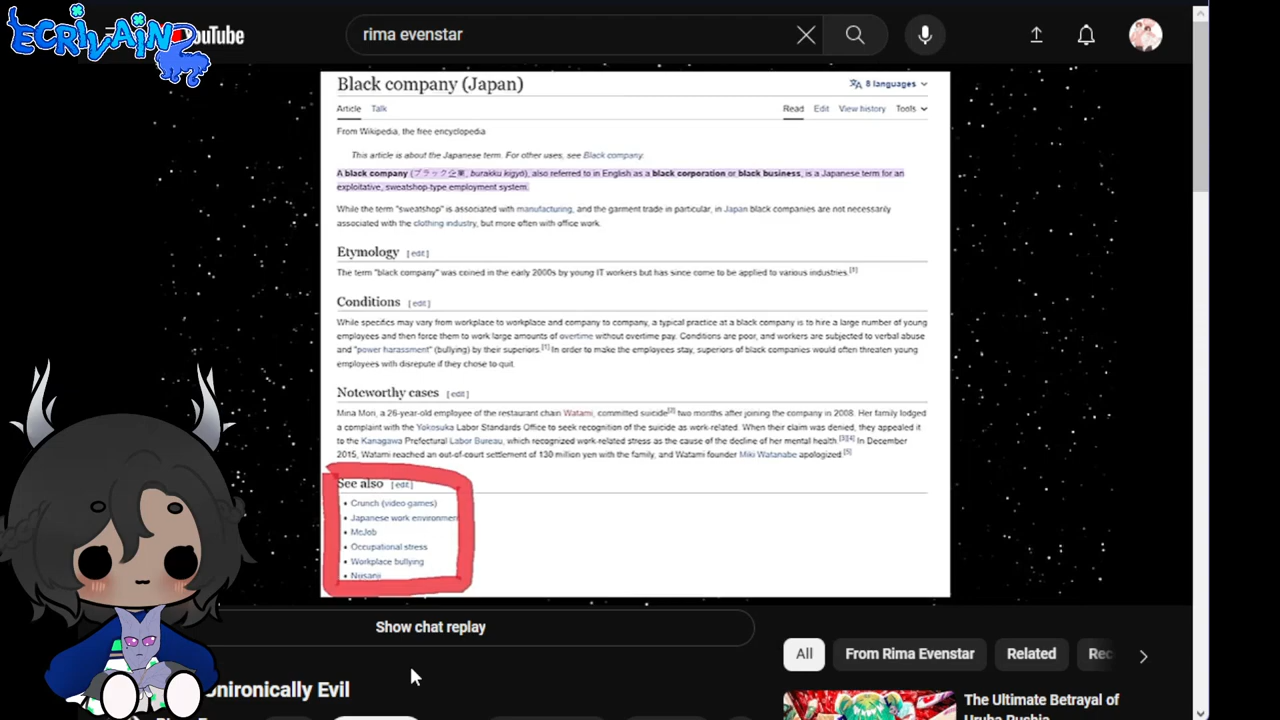 ECRIVAIN
YouTube
rima evenstar
Black company (Japan)
8 languages
Article Talk
Read Edit View history Tools
From Wikipedia, the free encyclopedia
This article is about the Japanese term. For other uses, see Black company.
A black company (ブラック企業, burakku kigyō), also referred to in English as a black corporation or black business, is a Japanese term for an
exploitative, sweatshop-type employment system.
While the term "sweatshop" is associated with manufacturing, and the garment trade in particular, in Japan black companies are not necessarily
associated with the clothing industry, but more often with office work.
Etymology [edit]
The term "black company" was coined in the early 2000s by young IT workers but has since come to be applied to various industries.[1]
Conditions [edit]
While specifics may vary from workplace to workplace and company to company, a typical practice at a black company is to hire a large number of young
employees and then force them to work large amounts of overtime without overtime pay. Conditions are poor, and workers are subjected to verbal abuse
and "power harassment" (bullying) by their superiors.[1] In order to make the employees stay, superiors of black companies would often threaten young
employees with disrepute if they chose to quit.
Noteworthy cases [edit]
Mina Mori, a 26-year-old employee of the restaurant chain Watami, committed suicide[2] two months after joining the company in 2008. Her family lodged
a complaint with the Yokosuka Labor Standards Office to seek recognition of the suicide as work-related. When their claim was denied, they appealed it
to the Kanagawa Prefectural Labor Bureau, which recognized work-related stress as the cause of the decline of her mental health.[3][4] In December
2015, Watami reached an out-of-court settlement of 130 million yen with the family, and Watami founder Miki Watanabe apologized.[5]
See also [edit]
Crunch (video games)
Japanese work environment
McJob
Occupational stress
Workplace bullying
Nijisanji
Show chat replay
All
From Rima Evenstar
Related
Rec
Unironically Evil
The Ultimate Betrayal of
Uruha Rushia